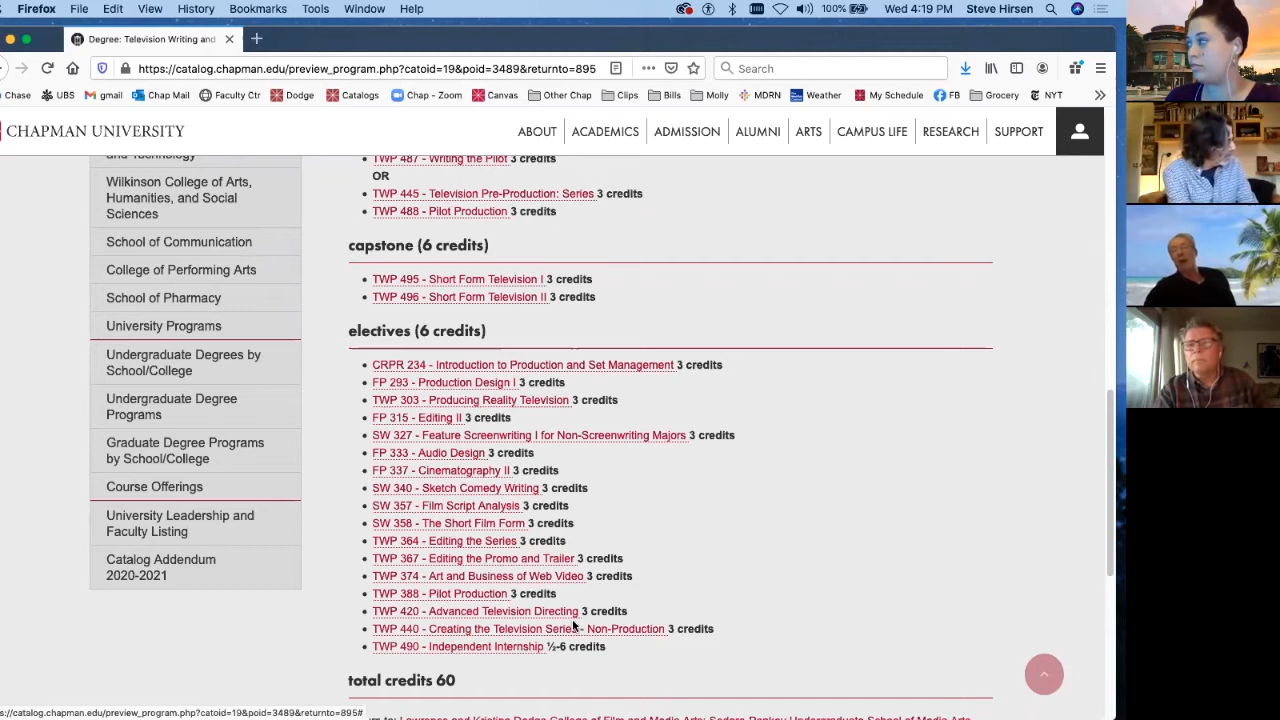 Firefox File Edit View History Bookmarks Tools Window Help 100% Wed 4:19 PM Steve Hirsen
Degree: Television Writing and
https://catalog.chapman.edu/preview_program.php?catoid=19&poid=3489&returnto=895 Search
Chase UBS gmail Chap Mail Faculty Ctr Dodge Catalogs Chap - Zoom Canvas Other Chap Clips Bills Molly MDRN Weather My Schedule FB Grocery NYT
CHAPMAN UNIVERSITY ABOUT ACADEMICS ADMISSION ALUMNI ARTS CAMPUS LIFE RESEARCH SUPPORT
and Technology
Wilkinson College of Arts,
Humanities, and Social
Sciences
School of Communication
College of Performing Arts
School of Pharmacy
University Programs
Undergraduate Degrees by
School/College
Undergraduate Degree
Programs
Graduate Degree Programs
by School/College
Course Offerings
University Leadership and
Faculty Listing
Catalog Addendum
2020-2021
TWP 487 - Writing the Pilot 3 credits
OR
TWP 445 - Television Pre-Production: Series 3 credits
TWP 488 - Pilot Production 3 credits
capstone (6 credits)
TWP 495 - Short Form Television I 3 credits
TWP 496 - Short Form Television II 3 credits
electives (6 credits)
CRPR 234 - Introduction to Production and Set Management 3 credits
FP 293 - Production Design I 3 credits
TWP 303 - Producing Reality Television 3 credits
FP 315 - Editing II 3 credits
SW 327 - Feature Screenwriting I for Non-Screenwriting Majors 3 credits
FP 333 - Audio Design 3 credits
FP 337 - Cinematography II 3 credits
SW 340 - Sketch Comedy Writing 3 credits
SW 357 - Film Script Analysis 3 credits
SW 358 - The Short Film Form 3 credits
TWP 364 - Editing the Series 3 credits
TWP 367 - Editing the Promo and Trailer 3 credits
TWP 374 - Art and Business of Web Video 3 credits
TWP 388 - Pilot Production 3 credits
TWP 420 - Advanced Television Directing 3 credits
TWP 440 - Creating the Television Series - Non-Production 3 credits
TWP 490 - Independent Internship ½-6 credits
total credits 60
s://catalog.chapman.edu/preview_program.php?catoid=19&poid=3489&returnto=895#